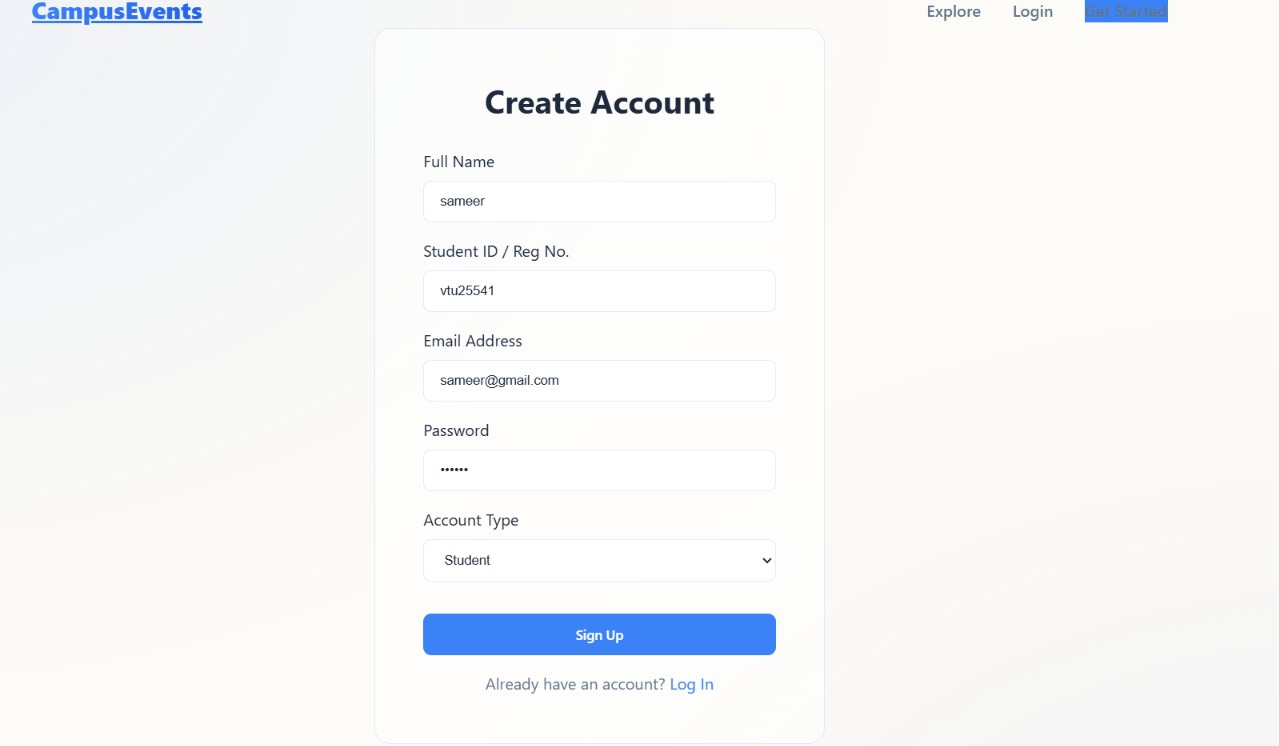 CampusEvents
Explore Login Get Started
Create Account
Full Name
sameer
Student ID / Reg No.
vtu25541
Email Address
sameer@gmail.com
Password
••••••
Account Type
Student
Sign Up
Already have an account? Log In